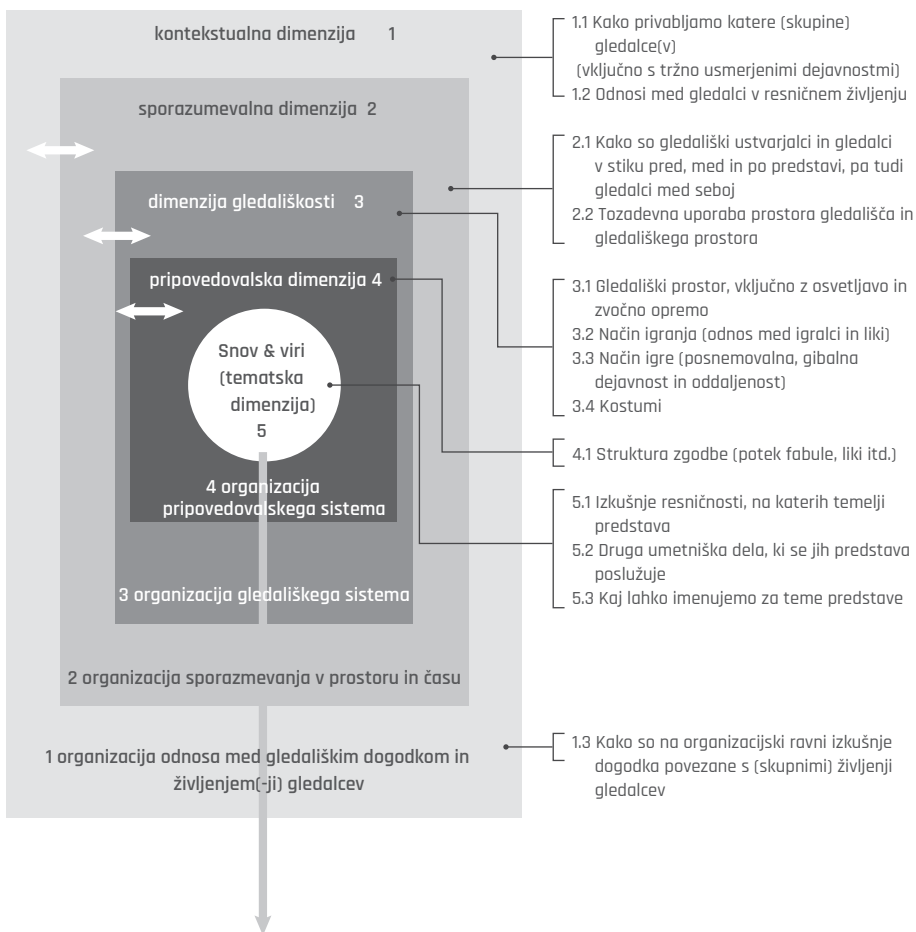 kontekstualna dimenzija 1
sporazumevalna dimenzija 2
dimenzija gledališkosti 3
pripovedovalska dimenzija 4
Snov & viri
(tematska
dimenzija)
5
4 organizacija
pripovedovalskega sistema
3 organizacija gledališkega sistema
2 organizacija sporazmevanja v prostoru in času
1 organizacija odnosa med gledališkim dogodkom in
življenjem(-ji) gledalcev
1.1 Kako privabljamo katere (skupine)
gledalce(v)
(vključno s tržno usmerjenimi dejavnostmi)
1.2 Odnosi med gledalci v resničnem življenju
2.1 Kako so gledališki ustvarjalci in gledalci
v stiku pred, med in po predstavi, pa tudi
gledalci med seboj
2.2 Tozadevna uporaba prostora gledališča in
gledališkega prostora
3.1 Gledališki prostor, vključno z osvetljavo in
zvočno opremo
3.2 Način igranja (odnos med igralci in liki)
3.3 Način igre (posnemovalna, gibalna
dejavnost in oddaljenost)
3.4 Kostumi
4.1 Struktura zgodbe (potek fabule, liki itd.)
5.1 Izkušnje resničnosti, na katerih temelji
predstava
5.2 Druga umetniška dela, ki se jih predstava
poslužuje
5.3 Kaj lahko imenujemo za teme predstave
1.3 Kako so na organizacijski ravni izkušnje
dogodka povezane s (skupnimi) življenji
gledalcev